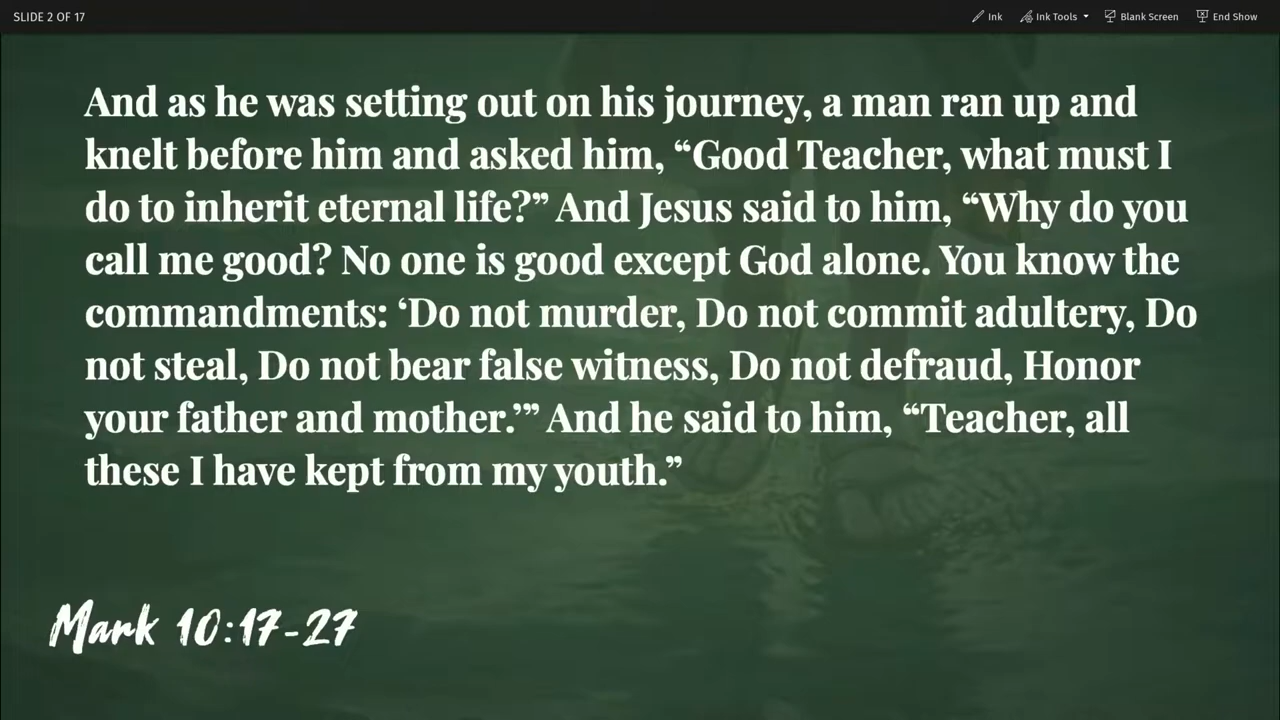 SLIDE 2 OF 17
Ink
Ink Tools
Blank Screen
End Show
And as he was setting out on his journey, a man ran up and
knelt before him and asked him, “Good Teacher, what must I
do to inherit eternal life?” And Jesus said to him, “Why do you
call me good? No one is good except God alone. You know the
commandments: ‘Do not murder, Do not commit adultery, Do
not steal, Do not bear false witness, Do not defraud, Honor
your father and mother.’” And he said to him, “Teacher, all
these I have kept from my youth.”
Mark 10:17-27